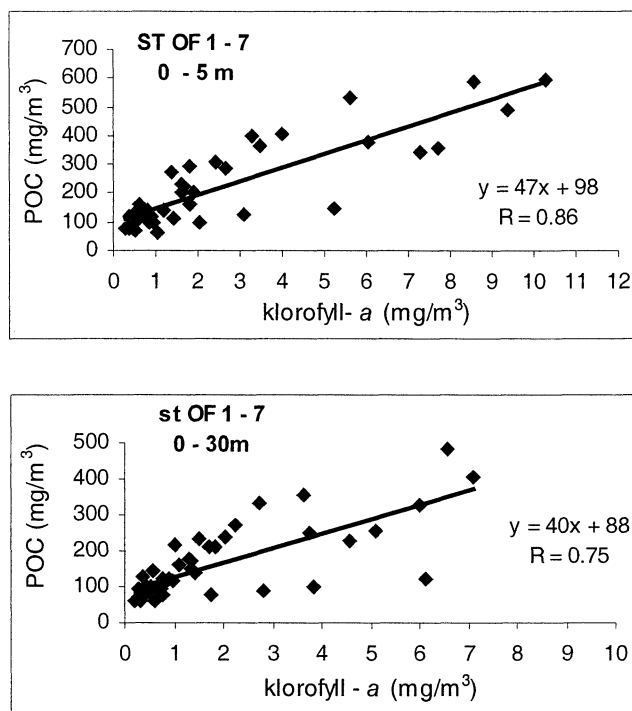 ST OF 1 - 7
0 - 5 m
POC (mg/m³)
700
600
500
400
300
200
100
0
y = 47x + 98
R = 0.86
0 1 2 3 4 5 6 7 8 9 10 11 12
klorofyll- a (mg/m³)
st OF 1 - 7
0 - 30m
POC (mg/m³)
500
400
300
200
100
0
y = 40x + 88
R = 0.75
0 1 2 3 4 5 6 7 8 9 10
klorofyll - a (mg/m³)